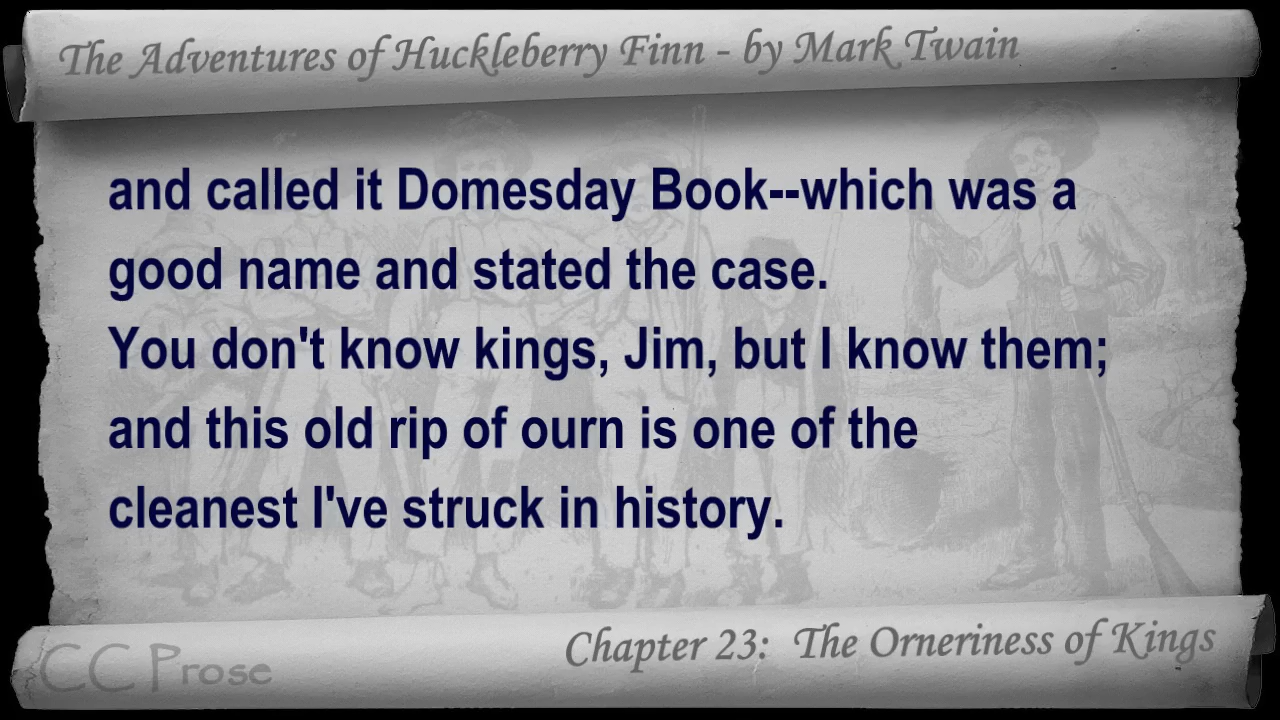 The Adventures of Huckleberry Finn - by Mark Twain
and called it Domesday Book--which was a
good name and stated the case.
You don't know kings, Jim, but I know them;
and this old rip of ourn is one of the
cleanest I've struck in history.
Chapter 23: The Orneriness of Kings
CC Prose